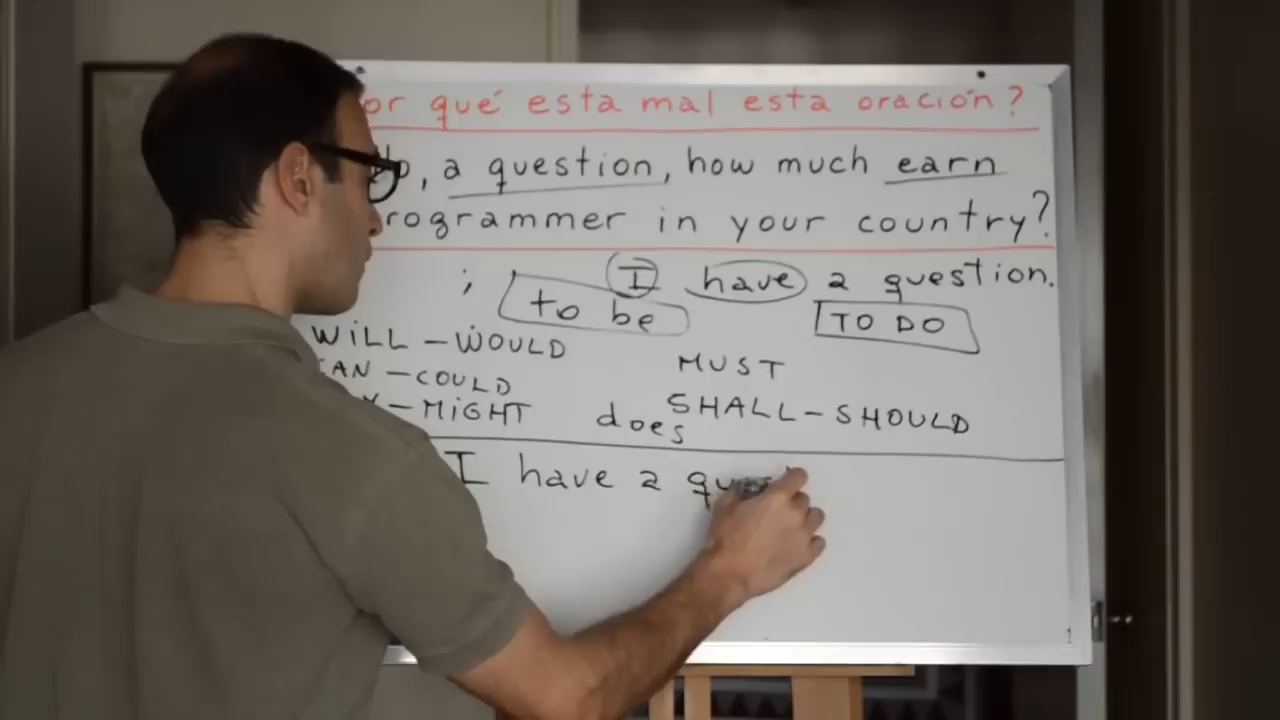 or qué esta mal esta oración?
, a question, how much earn
rogrammer in your country?
; I have a question.
to be TO DO
WiLL - WOULD MUST
CAN - COULD
- MiGHT does SHALL - SHOULD
I have a